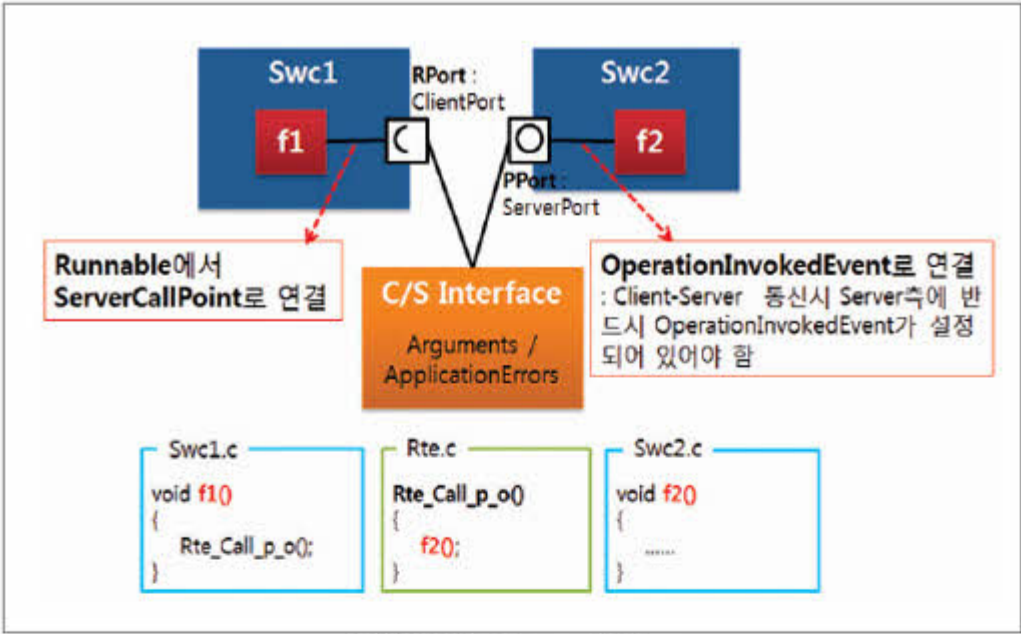 Swc1
RPort :
ClientPort
Swc2
f1
f2
PPort :
ServerPort
Runnable에서
ServerCallPoint로 연결
C/S Interface
Arguments /
ApplicationErrors
OperationInvokedEvent로 연결
: Client-Server 통신시 Server측에 반
드시 OperationInvokedEvent가 설정
되어 있어야 함
Swc1.c
void f1()
{
Rte_Call_p_o();
}
Rte.c
Rte_Call_p_o()
{
f2();
}
Swc2.c
void f2()
{
......
}